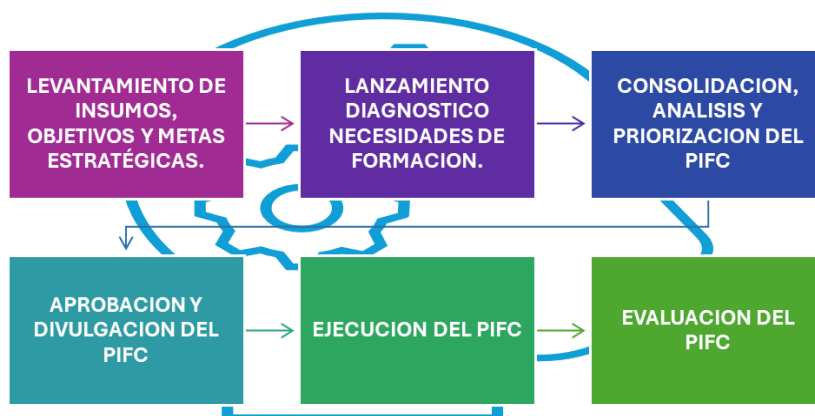 LEVANTAMIENTO DE
INSUMOS,
OBJETIVOS Y METAS
ESTRATÉGICAS.
LANZAMIENTO
DIAGNOSTICO
NECESIDADES DE
FORMACION.
CONSOLIDACION,
ANALISIS Y
PRIORIZACION DEL
PIFC
APROBACION Y
DIVULGACION DEL
PIFC
EJECUCION DEL PIFC
EVALUACION DEL
PIFC